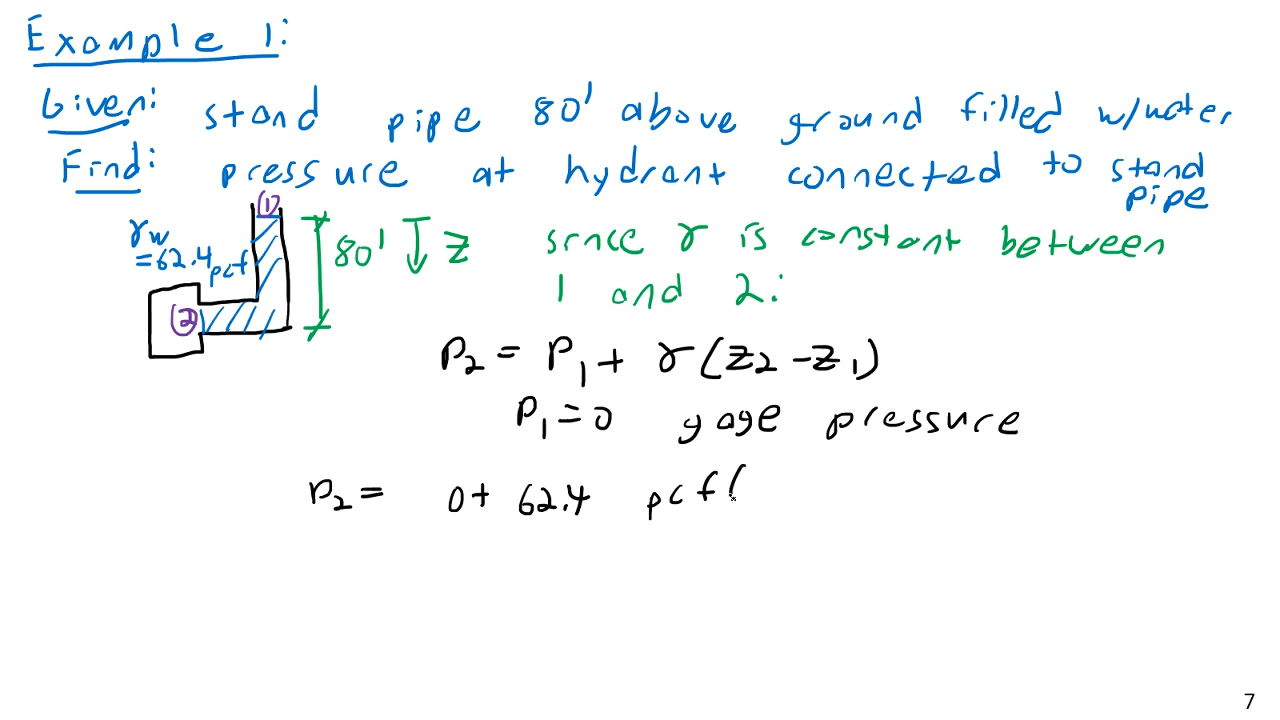 Example 1:
Given: stand pipe 80' above ground filled w/water
Find: pressure at hydrant connected to stand pipe
(1)
γw
=62.4 pcf
80' ↓ z
(2)
since γ is constant between
1 and 2:
P2 = P1 + γ(z2 - z1)
P1 = 0 gage pressure
P2 = 0 + 62.4 pcf(
7